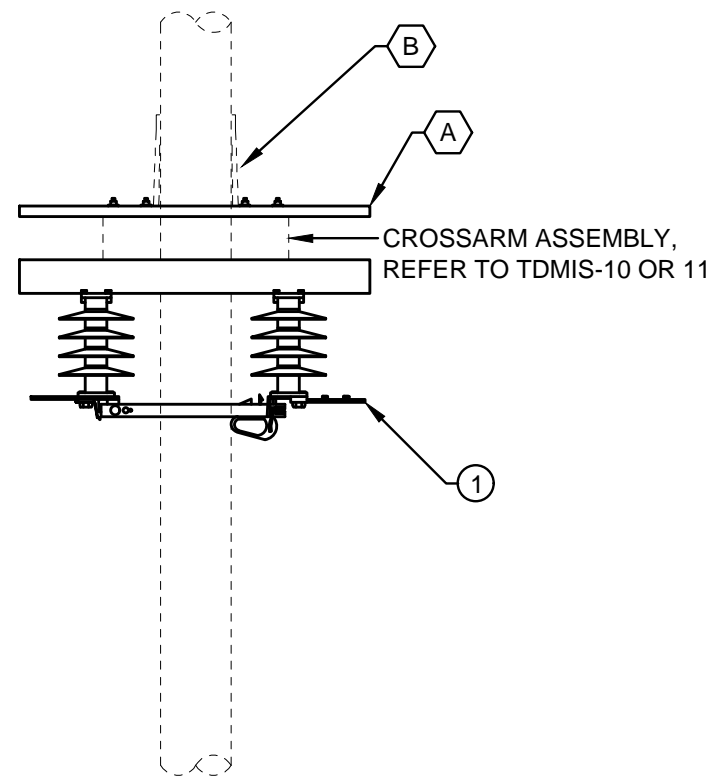 B
A
CROSSARM ASSEMBLY,
REFER TO TDMIS-10 OR 11
1